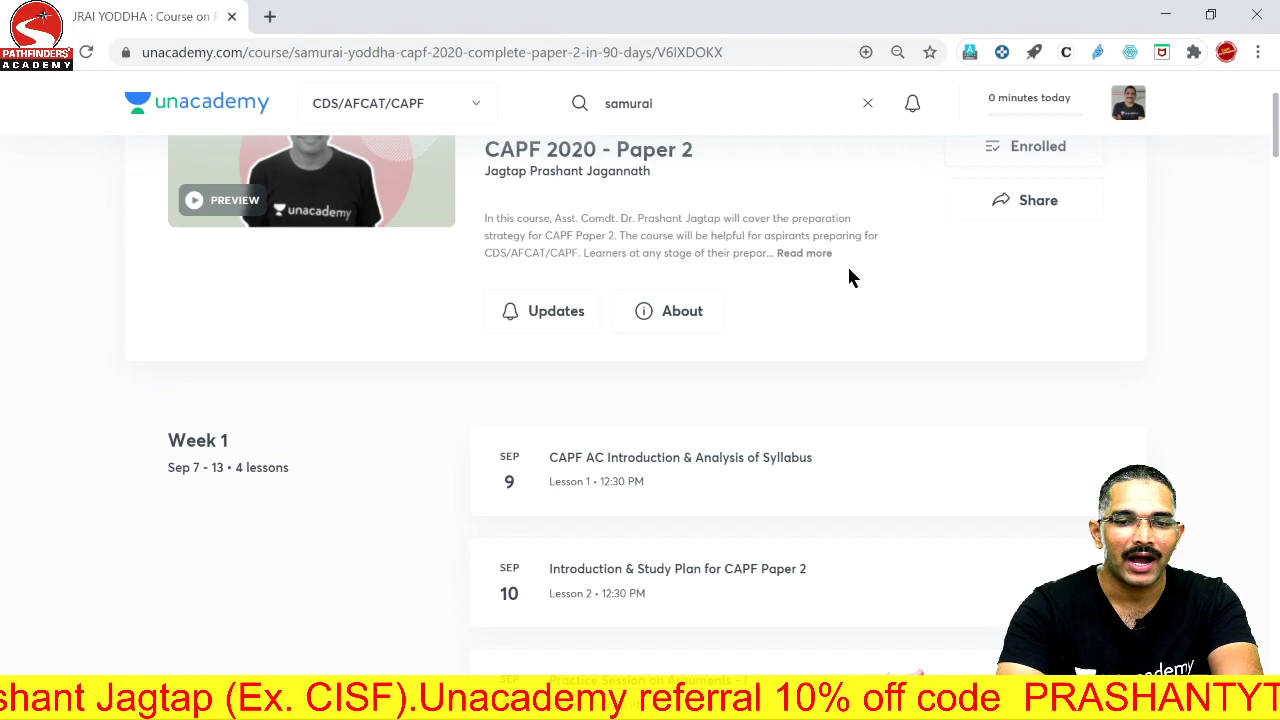 JRAI YODDHA : Course on
PATHFINDERS'
ACADEMY
unacademy.com/course/samurai-yoddha-capf-2020-complete-paper-2-in-90-days/V6IXDOKX
unacademy
CDS/AFCAT/CAPF
samurai
0 minutes today
CAPF 2020 - Paper 2
Jagtap Prashant Jagannath
Enrolled
PREVIEW
unacademy
Share
In this course, Asst. Comdt. Dr. Prashant Jagtap will cover the preparation
strategy for CAPF Paper 2. The course will be helpful for aspirants preparing for
CDS/AFCAT/CAPF. Learners at any stage of their prepar... Read more
Updates
About
Week 1
Sep 7 - 13 • 4 lessons
SEP
9
CAPF AC Introduction & Analysis of Syllabus
Lesson 1 • 12:30 PM
SEP
10
Introduction & Study Plan for CAPF Paper 2
Lesson 2 • 12:30 PM
SEP
Practice Session on Arguments - I
unacademy
shant Jagtap (Ex. CISF).Unacademy referral 10% off code PRASHANTYT